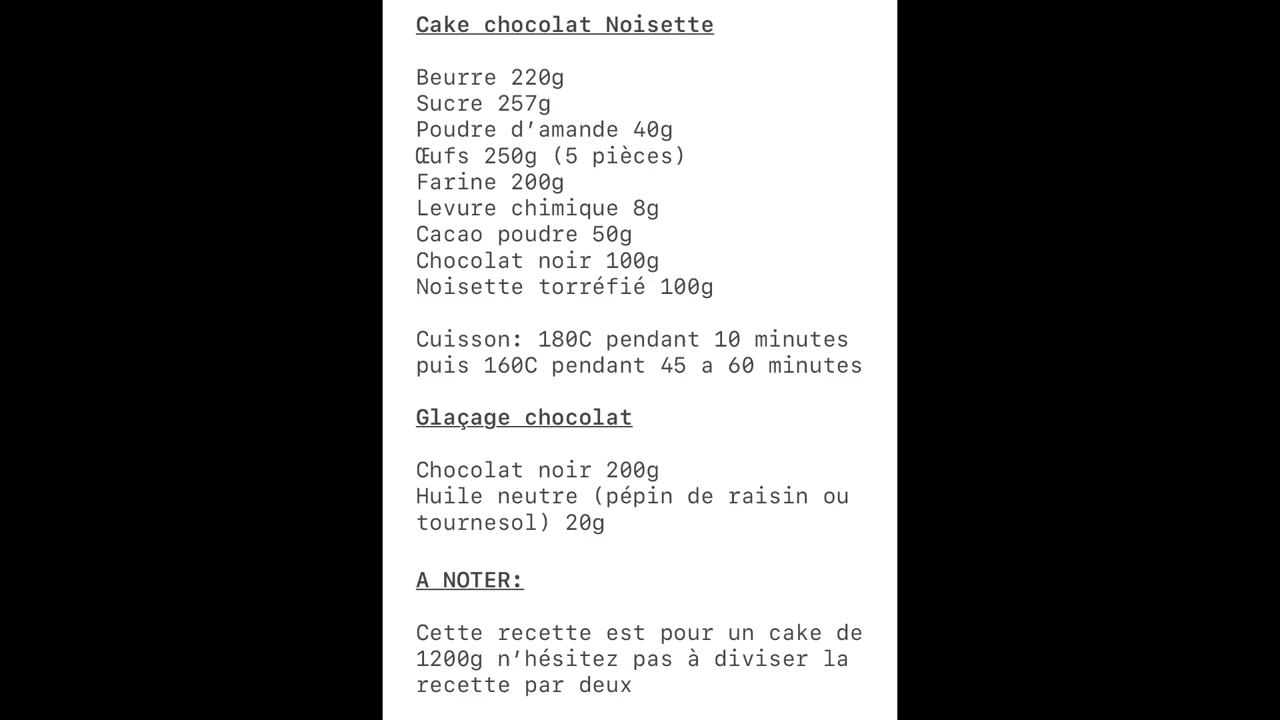 Cake chocolat Noisette
Beurre 220g
Sucre 257g
Poudre d’amande 40g
Œufs 250g (5 pièces)
Farine 200g
Levure chimique 8g
Cacao poudre 50g
Chocolat noir 100g
Noisette torréfié 100g
Cuisson: 180C pendant 10 minutes
puis 160C pendant 45 a 60 minutes
Glaçage chocolat
Chocolat noir 200g
Huile neutre (pépin de raisin ou
tournesol) 20g
A NOTER:
Cette recette est pour un cake de
1200g n’hésitez pas à diviser la
recette par deux